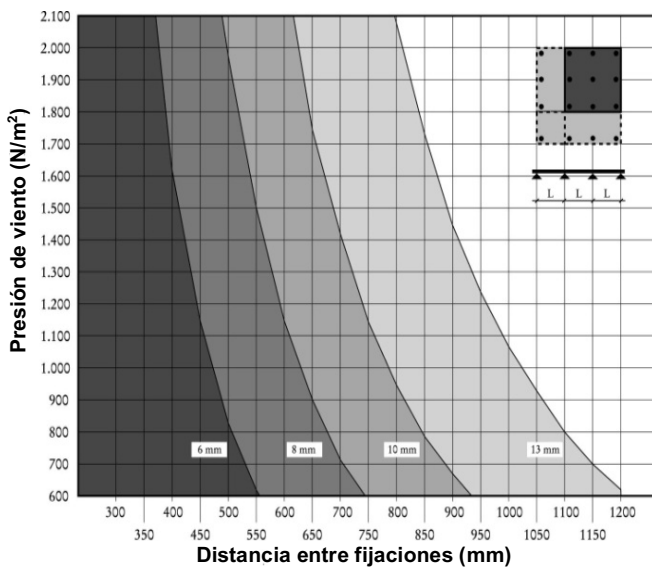 Presión de viento (N/m²)
2.100
2.000
1.900
1.800
1.700
1.600
1.400
1.300
1.200
1.100
1.000
900
800
700
600
L L L
6 mm 8 mm 10 mm 13 mm
300 400 500 600 700 800 900 1000 1100 1200
350 450 550 650 750 850 950 1050 1150
Distancia entre fijaciones (mm)